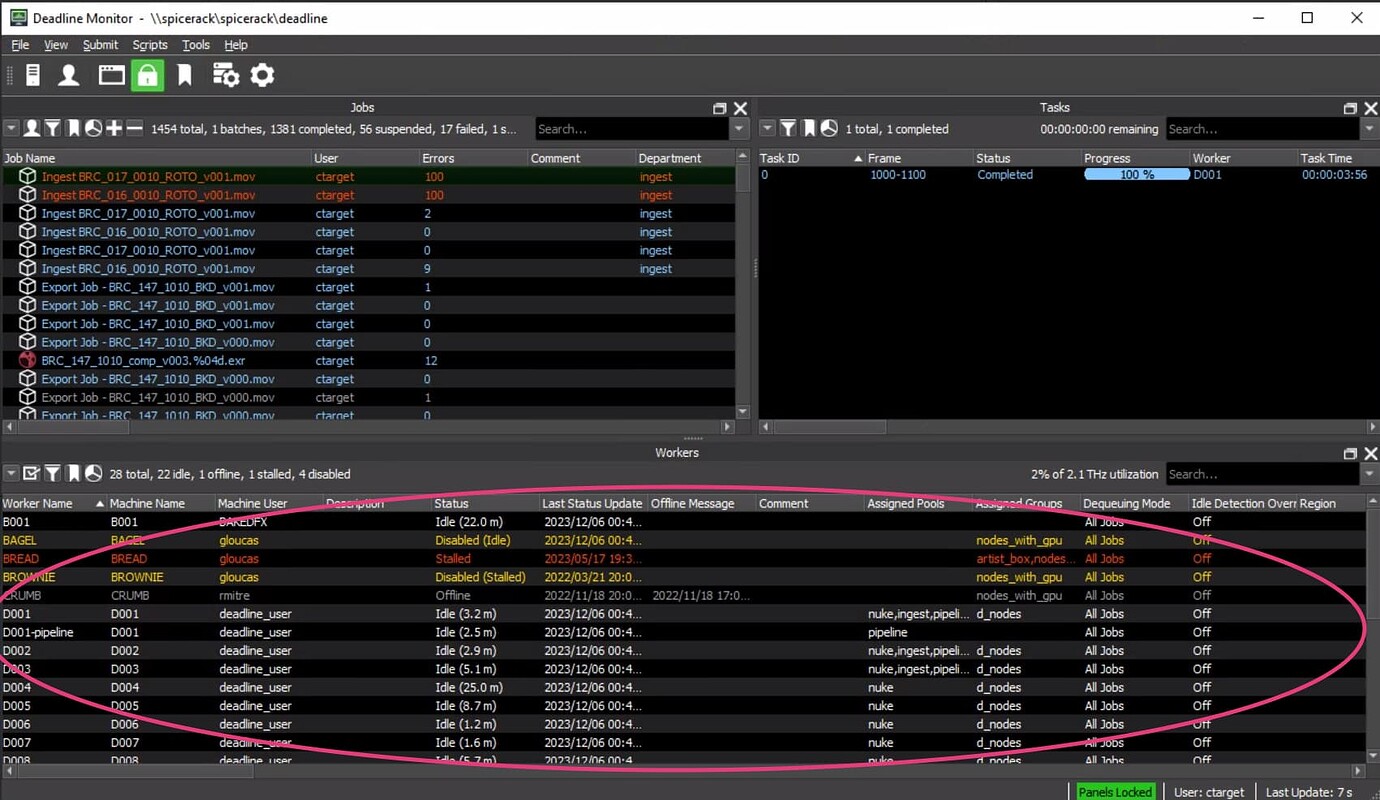 Deadline Monitor - \\spicerack\spicerack\deadline
File View Submit Scripts Tools Help
Jobs
1454 total, 1 batches, 1381 completed, 56 suspended, 17 failed, 1 s... Search...
Job Name User Errors Comment Department
Ingest BRC_017_0010_ROTO_v001.mov ctarget 100 ingest
Ingest BRC_016_0010_ROTO_v001.mov ctarget 100 ingest
Ingest BRC_017_0010_ROTO_v001.mov ctarget 2 ingest
Ingest BRC_016_0010_ROTO_v001.mov ctarget 0 ingest
Ingest BRC_017_0010_ROTO_v001.mov ctarget 0 ingest
Ingest BRC_016_0010_ROTO_v001.mov ctarget 9 ingest
Export Job - BRC_147_1010_BKD_v001.mov ctarget 1
Export Job - BRC_147_1010_BKD_v001.mov ctarget 0
Export Job - BRC_147_1010_BKD_v001.mov ctarget 0
Export Job - BRC_147_1010_BKD_v000.mov ctarget 0
BRC_147_1010_comp_v003.%04d.exr ctarget 12
Export Job - BRC_147_1010_BKD_v000.mov ctarget 0
Export Job - BRC_147_1010_BKD_v000.mov ctarget 1
Export Job - BRC_147_1010_BKD_v000.mov ctarget 0
Tasks
1 total, 1 completed 00:00:00:00 remaining Search...
Task ID Frame Status Progress Worker Task Time
0 1000-1100 Completed 100 % D001 00:00:03:56
Workers
28 total, 22 idle, 1 offline, 1 stalled, 4 disabled 2% of 2.1 THz utilization Search...
Worker Name Machine Name Machine User Description Status Last Status Update Offline Message Comment Assigned Pools Assigned Groups Dequeuing Mode Idle Detection Overr Region
B001 B001 BAKEDFX Idle (22.0 m) 2023/12/06 00:4... All Jobs Off
BAGEL BAGEL gloucas Disabled (Idle) 2023/12/06 00:4... nodes_with_gpu All Jobs Off
BREAD BREAD gloucas Stalled 2023/05/17 19:3... artist_box,nodes... All Jobs Off
BROWNIE BROWNIE gloucas Disabled (Stalled) 2022/03/21 20:0... nodes_with_gpu All Jobs Off
CRUMB CRUMB rmitre Offline 2022/11/18 20:0... 2022/11/18 17:0... nodes_with_gpu All Jobs Off
D001 D001 deadline_user Idle (3.2 m) 2023/12/06 00:4... nuke,ingest,pipeli... d_nodes All Jobs Off
D001-pipeline D001 deadline_user Idle (2.5 m) 2023/12/06 00:4... pipeline All Jobs Off
D002 D002 deadline_user Idle (2.9 m) 2023/12/06 00:4... nuke,ingest,pipeli... d_nodes All Jobs Off
D003 D003 deadline_user Idle (5.1 m) 2023/12/06 00:4... nuke,ingest,pipeli... d_nodes All Jobs Off
D004 D004 deadline_user Idle (25.0 m) 2023/12/06 00:4... nuke d_nodes All Jobs Off
D005 D005 deadline_user Idle (8.7 m) 2023/12/06 00:4... nuke d_nodes All Jobs Off
D006 D006 deadline_user Idle (1.2 m) 2023/12/06 00:4... nuke d_nodes All Jobs Off
D007 D007 deadline_user Idle (1.6 m) 2023/12/06 00:4... nuke d_nodes All Jobs Off
D008 D008 deadline_user Idle (5.7 m) 2023/12/06 00:4... nuke d_nodes All Jobs Off
Panels Locked User: ctarget Last Update: 7 s